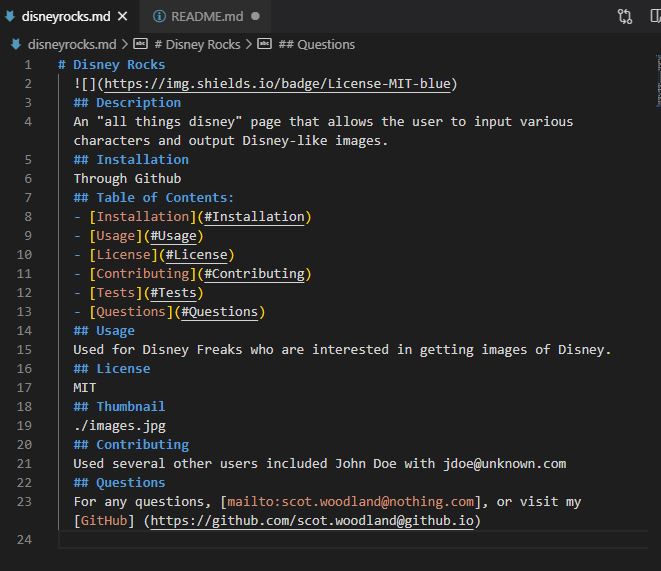 disneyrocks.md
README.md
disneyrocks.md > # Disney Rocks > ## Questions
1 # Disney Rocks
2 ![](https://img.shields.io/badge/License-MIT-blue)
3 ## Description
4 An "all things disney" page that allows the user to input various
characters and output Disney-like images.
5 ## Installation
6 Through Github
7 ## Table of Contents:
8 - [Installation](#Installation)
9 - [Usage](#Usage)
10 - [License](#License)
11 - [Contributing](#Contributing)
12 - [Tests](#Tests)
13 - [Questions](#Questions)
14 ## Usage
15 Used for Disney Freaks who are interested in getting images of Disney.
16 ## License
17 MIT
18 ## Thumbnail
19 ./images.jpg
20 ## Contributing
21 Used several other users included John Doe with jdoe@unknown.com
22 ## Questions
23 For any questions, [mailto:scot.woodland@nothing.com], or visit my
[GitHub] (https://github.com/scot.woodland@github.io)
24